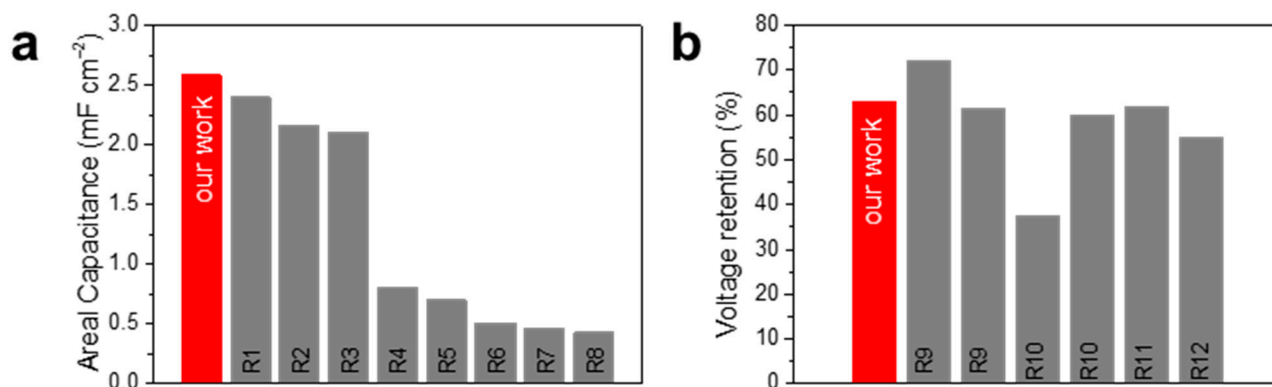 a
Areal Capacitance (mF cm⁻²)
3.0
2.5
2.0
1.5
1.0
0.5
0.0
our work
R1
R2
R3
R4
R5
R6
R7
R8
b
Voltage retention (%)
80
70
60
50
40
30
20
10
0
our work
R9
R9
R10
R10
R11
R12